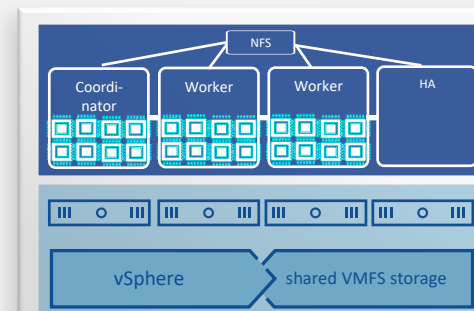 NFS
Coordi-
nator
Worker
Worker
HA
vSphere
shared VMFS storage